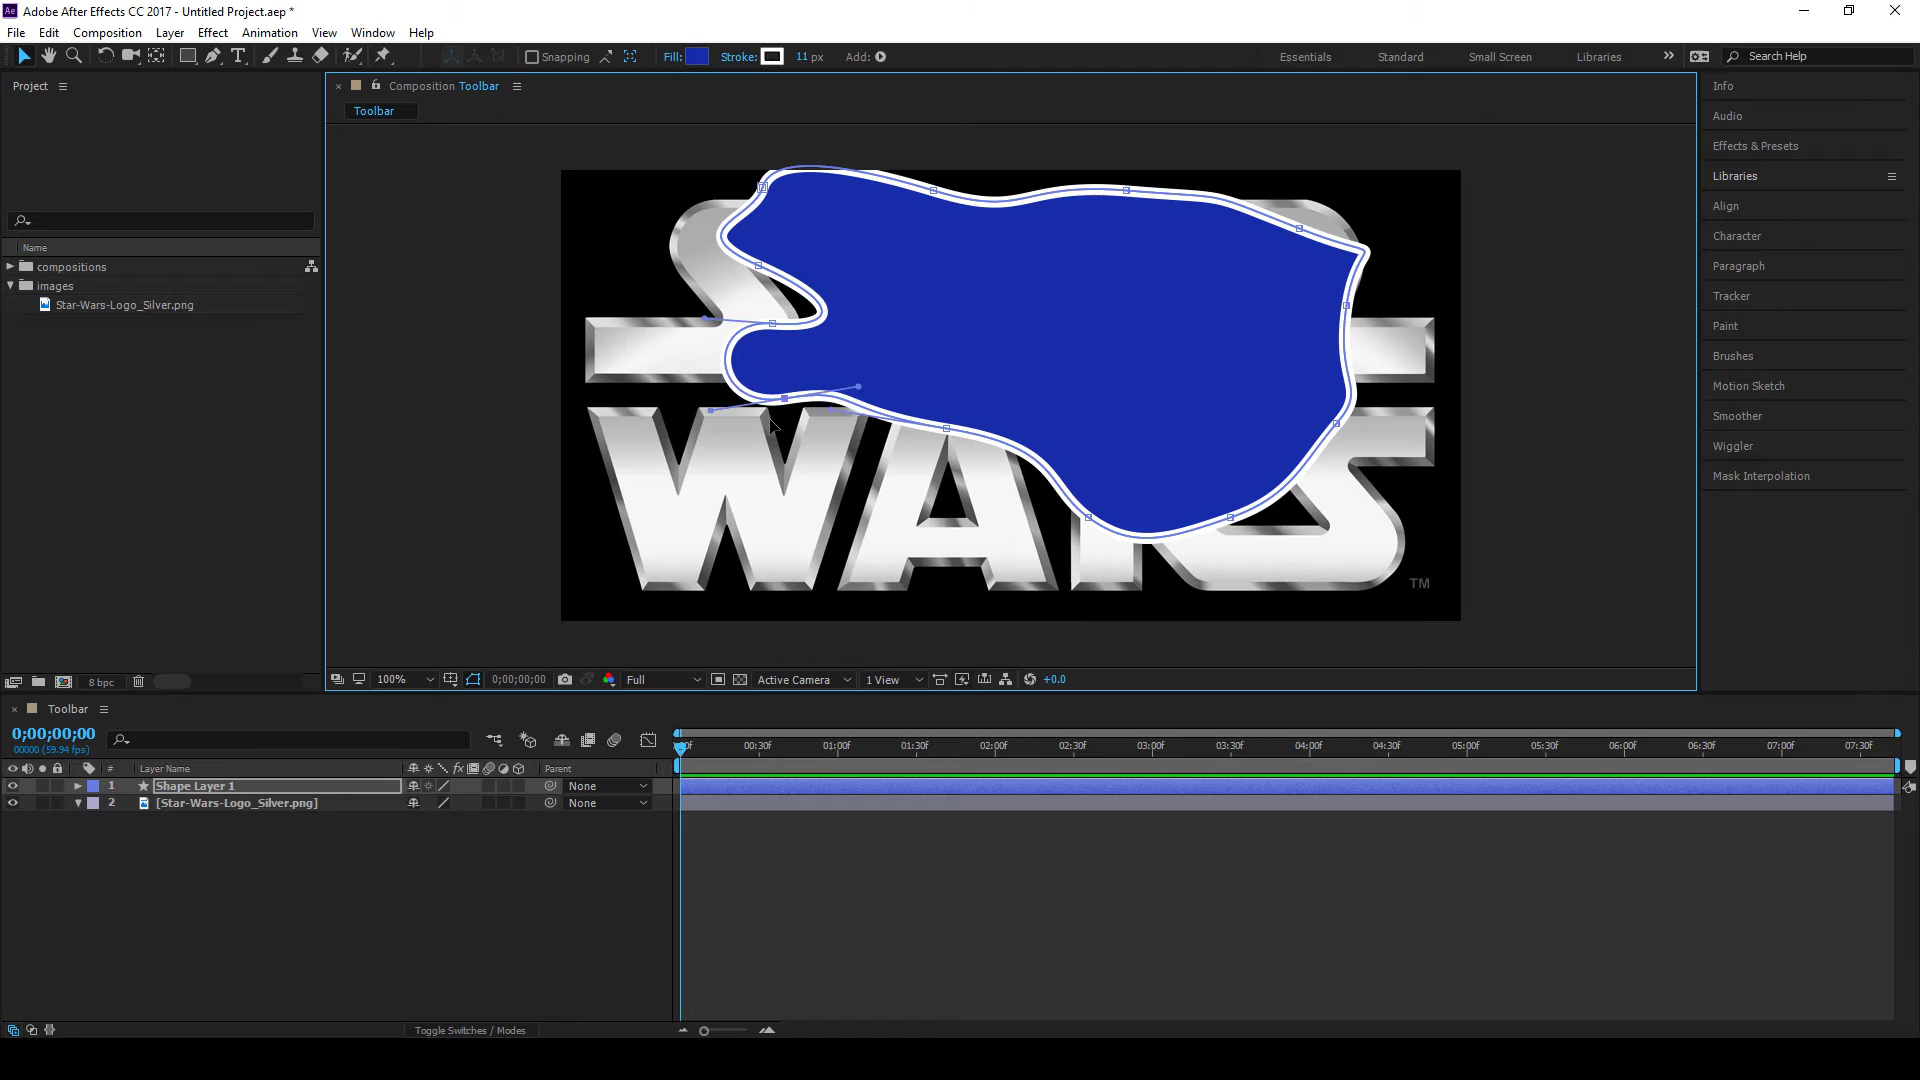 Adobe After Effects CC 2017 - Untitled Project.aep *
File Edit Composition Layer Effect Animation View Window Help
Snapping Fill: Stroke: 11 px Add: Essentials Standard Small Screen Libraries Search Help
Project
Composition Toolbar
Toolbar
Name
compositions
images
Star-Wars-Logo_Silver.png
WARS
TM
Info
Audio
Effects & Presets
Libraries
Align
Character
Paragraph
Tracker
Paint
Brushes
Motion Sketch
Smoother
Wiggler
Mask Interpolation
8 bpc
100% 0;00;00;00 Full Active Camera 1 View +0.0
Toolbar
0;00;00;00
00000 (59.94 fps)
00:30f 01:00f 01:30f 02:00f 02:30f 03:00f 03:30f 04:00f 04:30f 05:00f 05:30f 06:00f 06:30f 07:00f 07:30f
# Layer Name Parent
1 Shape Layer 1 None
2 [Star-Wars-Logo_Silver.png] None
Toggle Switches / Modes